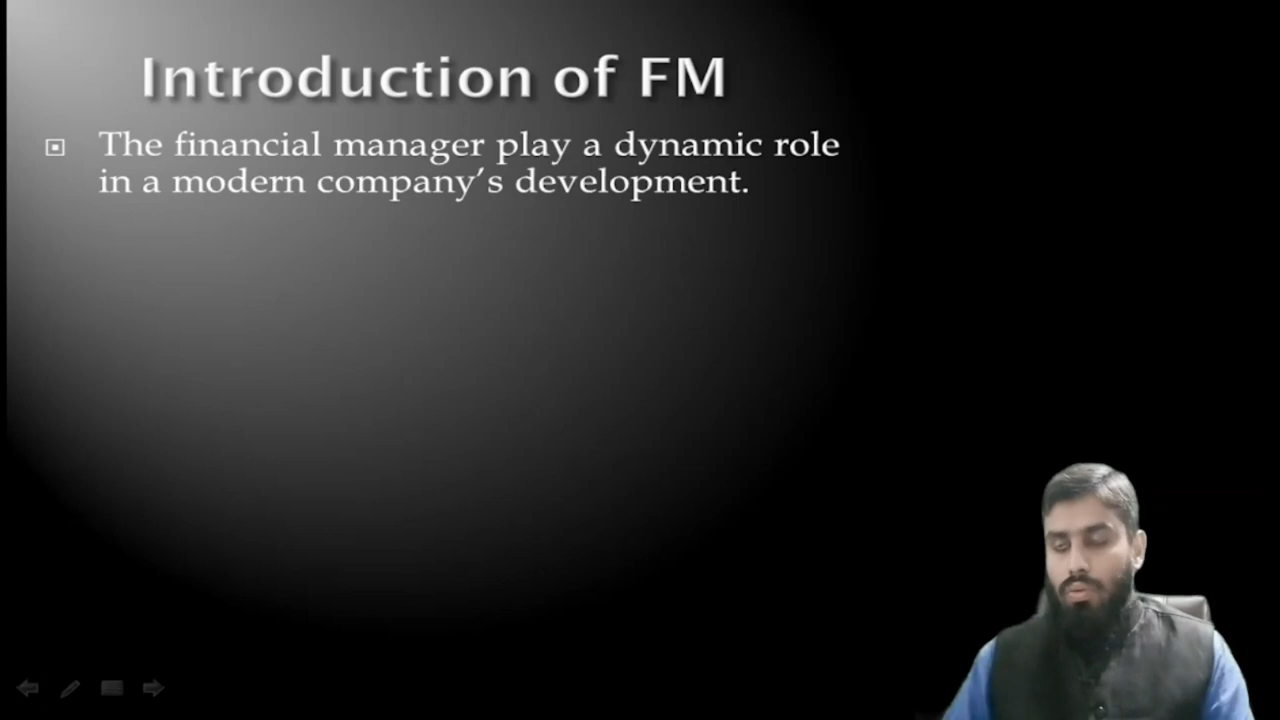 Introduction of FM
The financial manager play a dynamic role
in a modern company’s development.